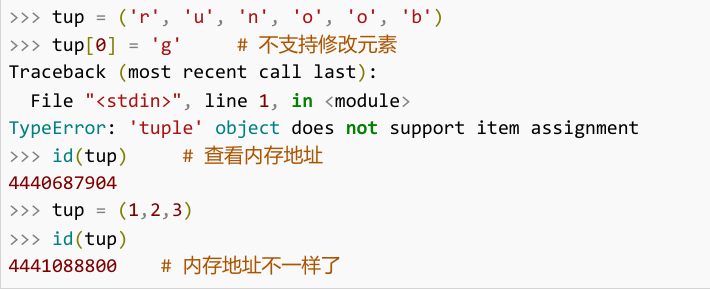 >>> tup = ('r', 'u', 'n', 'o', 'o', 'b')
>>> tup[0] = 'g'     # 不支持修改元素
Traceback (most recent call last):
  File "<stdin>", line 1, in <module>
TypeError: 'tuple' object does not support item assignment
>>> id(tup)     # 查看内存地址
4440687904
>>> tup = (1,2,3)
>>> id(tup)
4441088800    # 内存地址不一样了